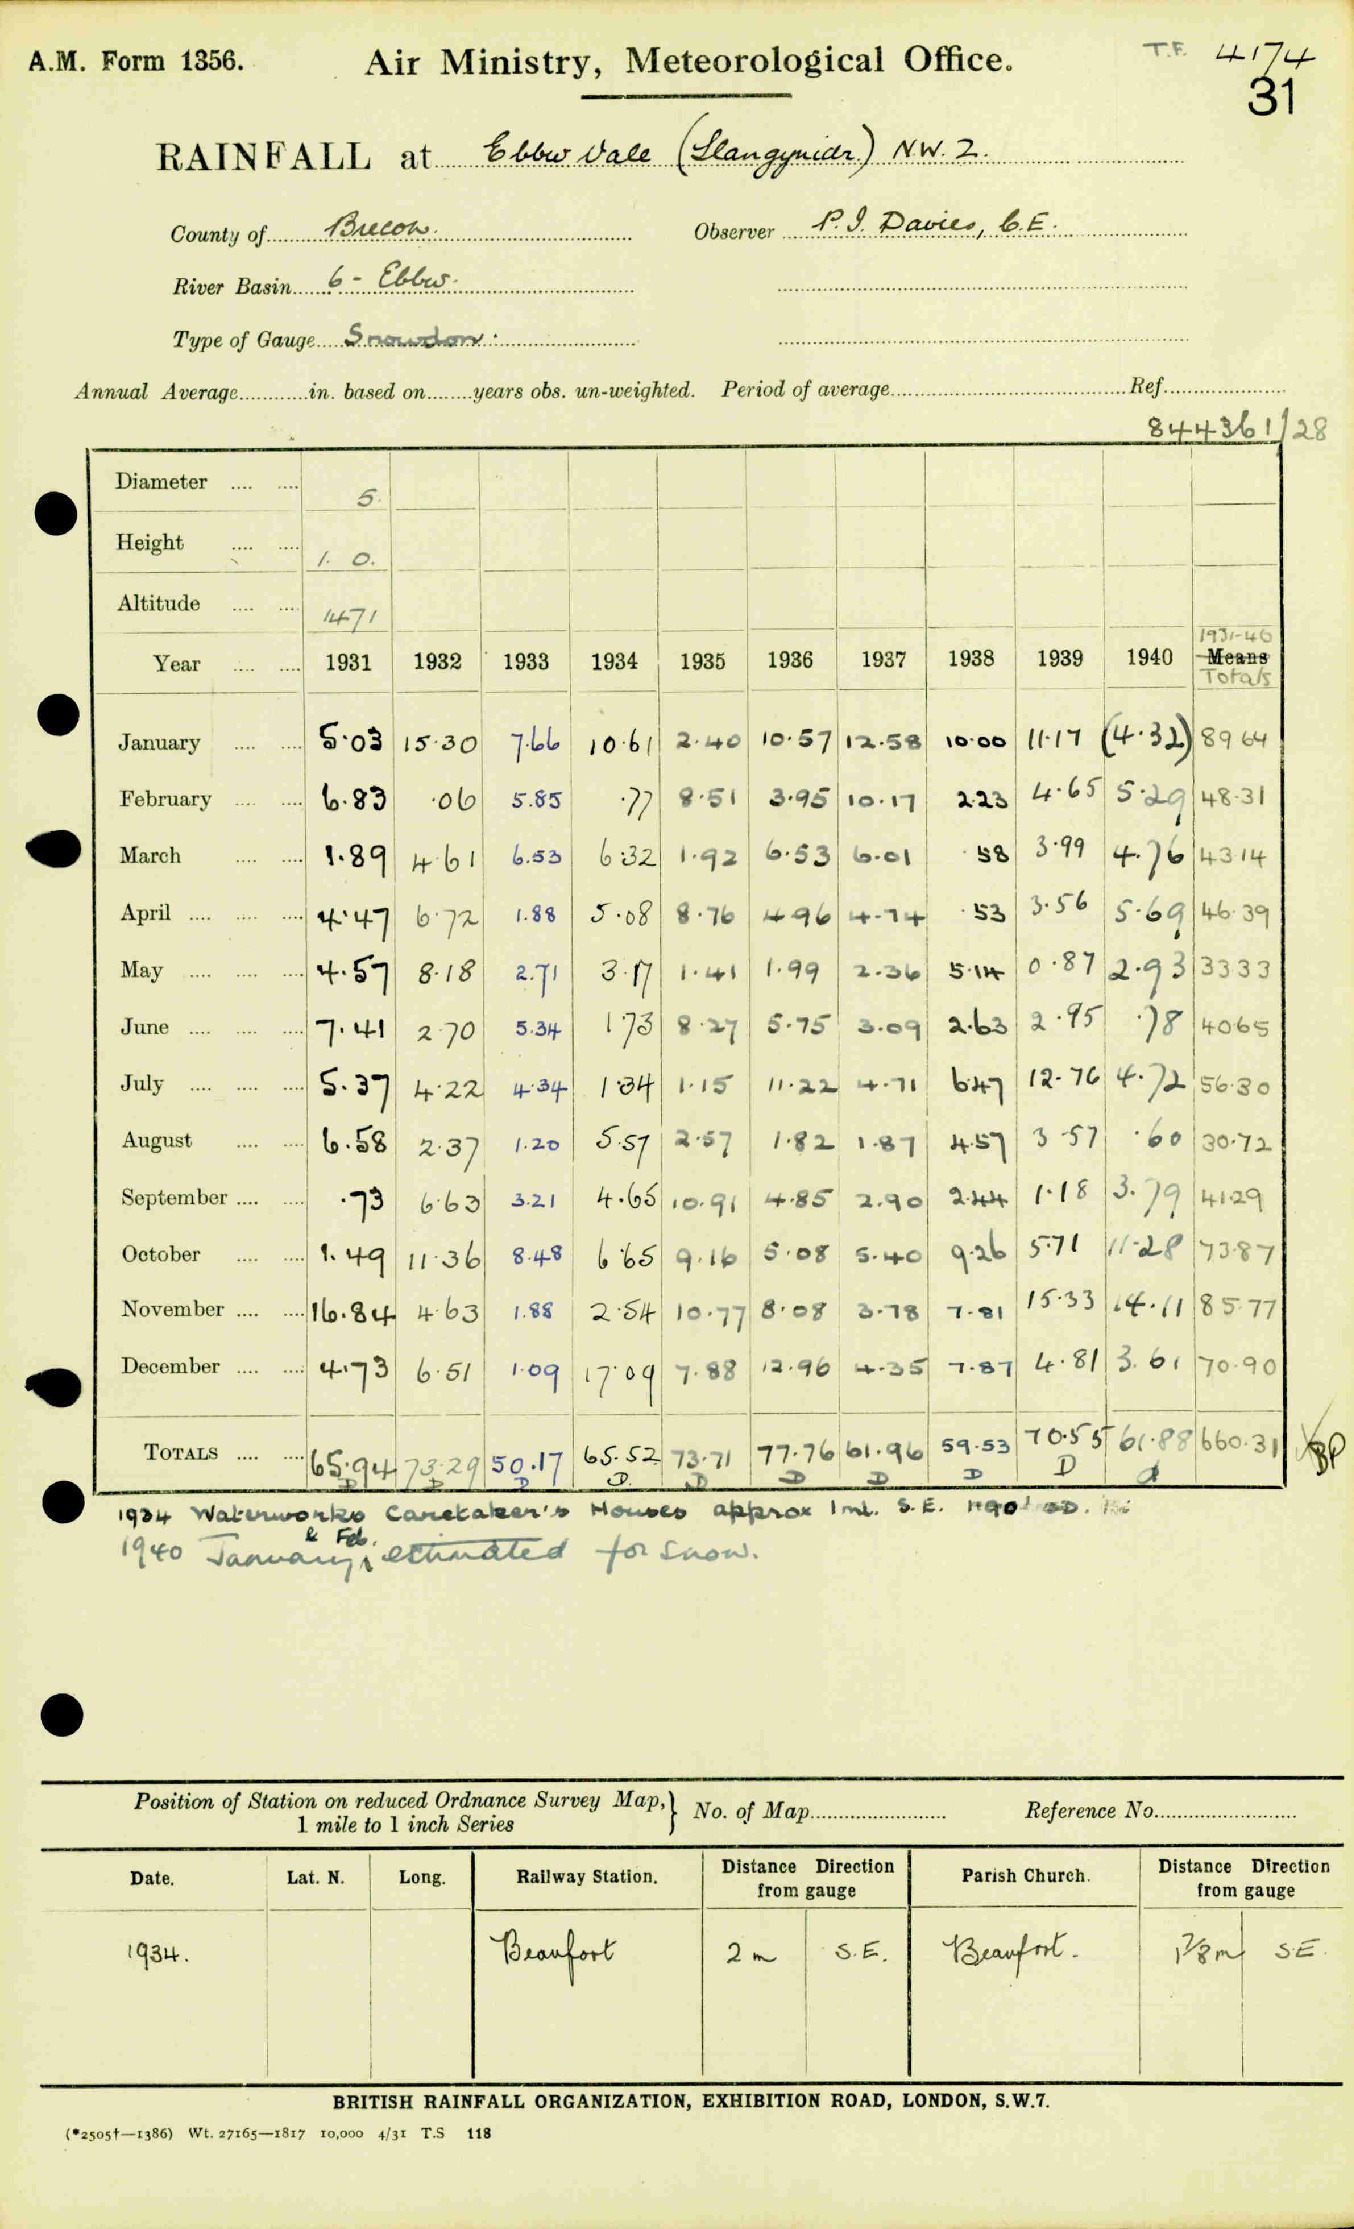 A.M. Form 1356. Air Ministry, Meteorological Office. T.F. 4174
31
RAINFALL at Ebbw Vale (Llangynidr) NW. 2.
County of Brecon. Observer P. I. Davies, C.E.
River Basin 6 - Ebbw.
Type of Gauge Snowdon.
Annual Average in. based on years obs. un-weighted. Period of average Ref.
844361/28
Diameter 5.
Height 1. 0.
Altitude 1471
1931-40
Year 1931 1932 1933 1934 1935 1936 1937 1938 1939 1940 Means
Totals
January 5.03 15.30 7.66 10.61 2.40 10.57 12.58 10.00 11.17 (4.32) 89 64
February 6.83 .06 5.85 .77 8.51 3.95 10.17 2.23 4.65 5.29 48.31
March 1.89 4.61 6.53 6.32 1.92 6.53 6.01 .58 3.99 4.76 43 14
April 4.47 6.72 1.88 5.08 8.76 4.96 4.74 .53 3.56 5.69 46.39
May 4.57 8.18 2.71 3.17 1.41 1.99 2.36 5.14 0.87 2.93 33 33
June 7.41 2.70 5.34 1.73 8.27 5.75 3.09 2.63 2.95 .78 40 65
July 5.37 4.22 4.34 1.34 1.15 11.22 4.71 6.47 12.76 4.72 56.30
August 6.58 2.37 1.20 5.57 2.57 1.82 1.87 4.57 3.57 .60 30.72
September .73 6.63 3.21 4.65 10.91 4.85 2.90 2.44 1.18 3.79 41.29
October 1.49 11.36 8.48 6.65 9.16 5.08 5.40 9.26 5.71 11.28 73.87
November 16.84 4.63 1.88 2.54 10.77 8.08 3.78 7.81 15.33 14.11 85.77
December 4.73 6.51 1.09 17.09 7.88 12.96 4.35 7.87 4.81 3.61 70.90
TOTALS 65.94 73.29 50.17 65.52 73.71 77.76 61.96 59.53 70.55 61.88 660.31 BP
D D D D D D D D D d
1934 Waterworks Caretaker's Houses approx 1 ml. S.E. 1190' OD.
& Feb.
1940 January estimated for snow.
Position of Station on reduced Ordnance Survey Map, No. of Map Reference No.
1 mile to 1 inch Series
Date. Lat. N. Long. Railway Station. Distance Direction from gauge Parish Church. Distance Direction from gauge
1934. Beaufort 2 m S.E. Beaufort. 1 7/8 m S.E.
BRITISH RAINFALL ORGANIZATION, EXHIBITION ROAD, LONDON, S.W.7.
(*2505†—1386) Wt. 27165—1817 10,000 4/31 T.S 118